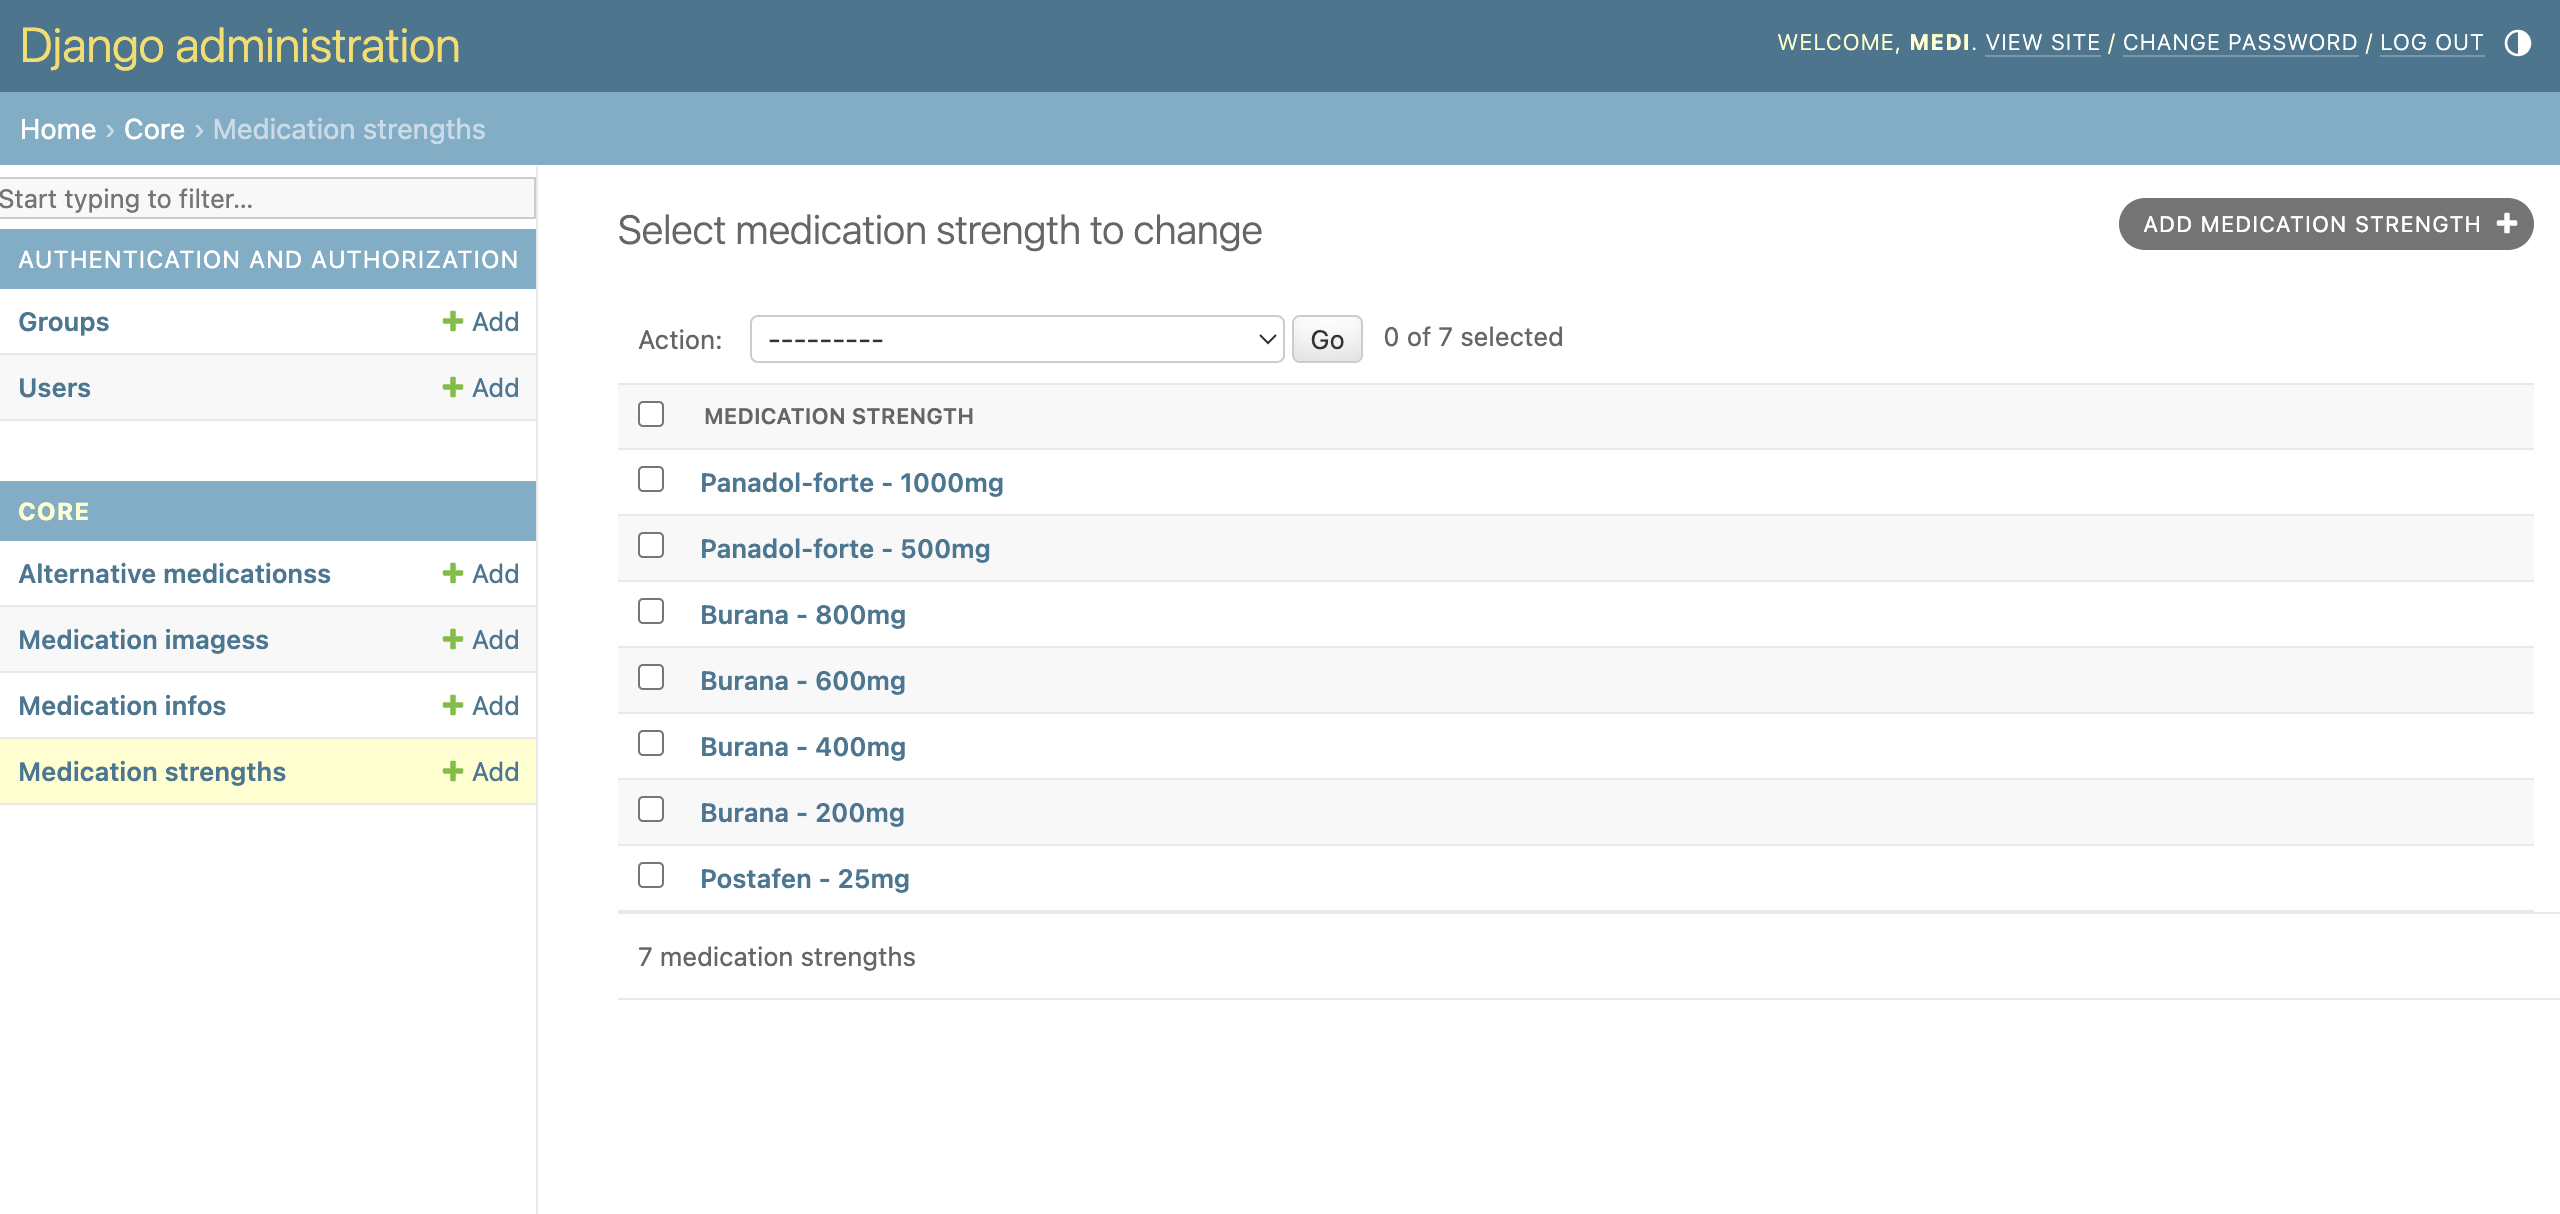 Django administration
WELCOME, MEDI. VIEW SITE / CHANGE PASSWORD / LOG OUT
Home › Core › Medication strengths
Start typing to filter...
AUTHENTICATION AND AUTHORIZATION
Groups + Add
Users + Add
CORE
Alternative medicationss + Add
Medication imagess + Add
Medication infos + Add
Medication strengths + Add
Select medication strength to change
ADD MEDICATION STRENGTH +
Action: --------- Go 0 of 7 selected
MEDICATION STRENGTH
Panadol-forte - 1000mg
Panadol-forte - 500mg
Burana - 800mg
Burana - 600mg
Burana - 400mg
Burana - 200mg
Postafen - 25mg
7 medication strengths